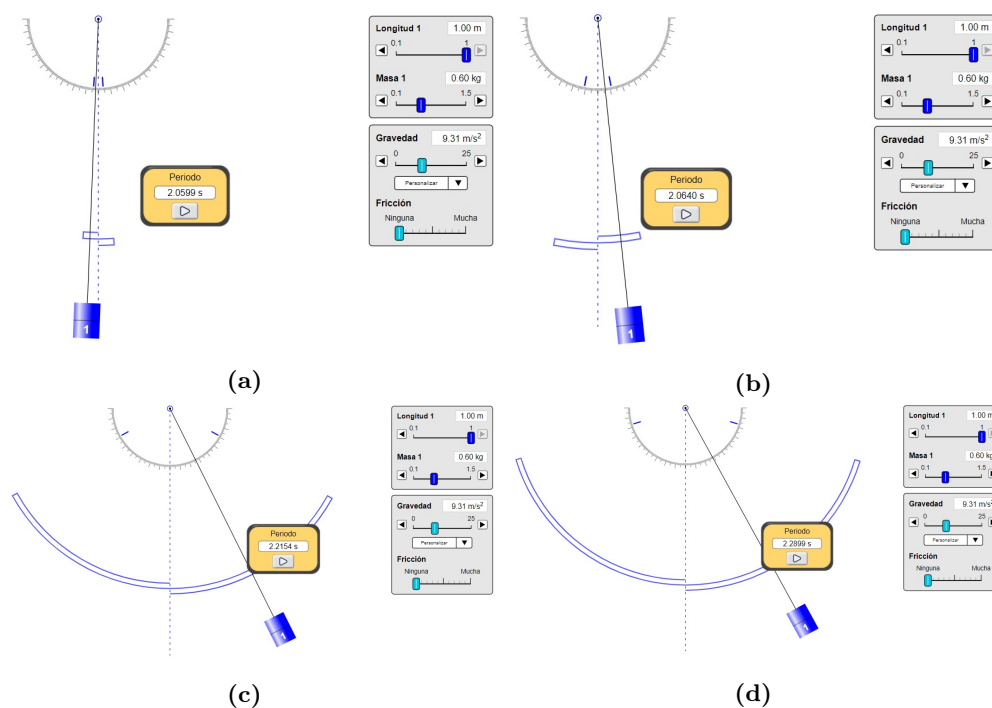 Longitud 1 1.00 m
0.1 1
Masa 1 0.60 kg
0.1 1.5
Gravedad 9.31 m/s²
0 25
Personalizar
Fricción
Ninguna Mucha
Periodo
2.0599 s
1
(a)
Longitud 1 1.00 m
0.1 1
Masa 1 0.60 kg
0.1 1.5
Gravedad 9.31 m/s²
0 25
Personalizar
Fricción
Ninguna Mucha
Periodo
2.0640 s
1
(b)
Longitud 1 1.00 m
0.1 1
Masa 1 0.60 kg
0.1 1.5
Gravedad 9.31 m/s²
0 25
Personalizar
Fricción
Ninguna Mucha
Periodo
2.2154 s
1
(c)
Longitud 1 1.00 m
0.1 1
Masa 1 0.60 kg
0.1 1.5
Gravedad 9.31 m/s²
0 25
Personalizar
Fricción
Ninguna Mucha
Periodo
2.2899 s
1
(d)